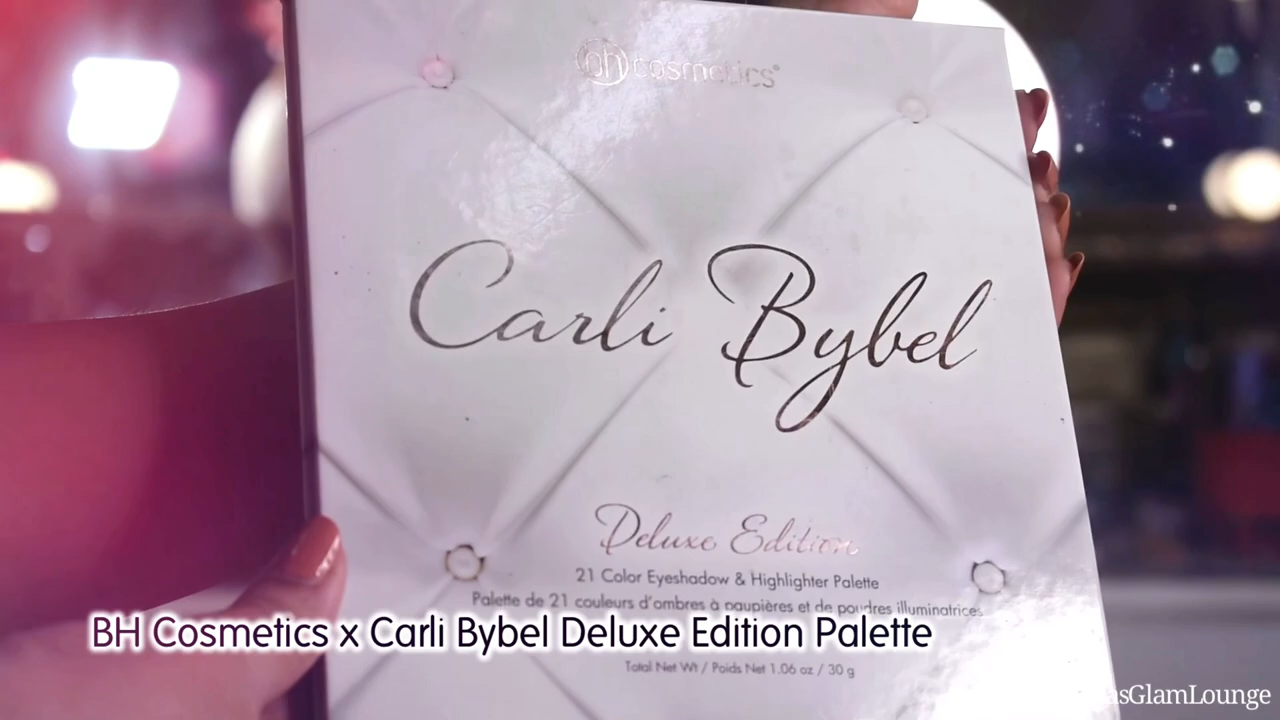 bh cosmetics®
Carli Bybel
Deluxe Edition
21 Color Eyeshadow & Highlighter Palette
Palette de 21 couleurs d'ombres à paupières et de poudres illuminatrices
BH Cosmetics x Carli Bybel Deluxe Edition Palette
Total Net Wt / Poids Net 1.06 oz / 30 g
asGlamLounge